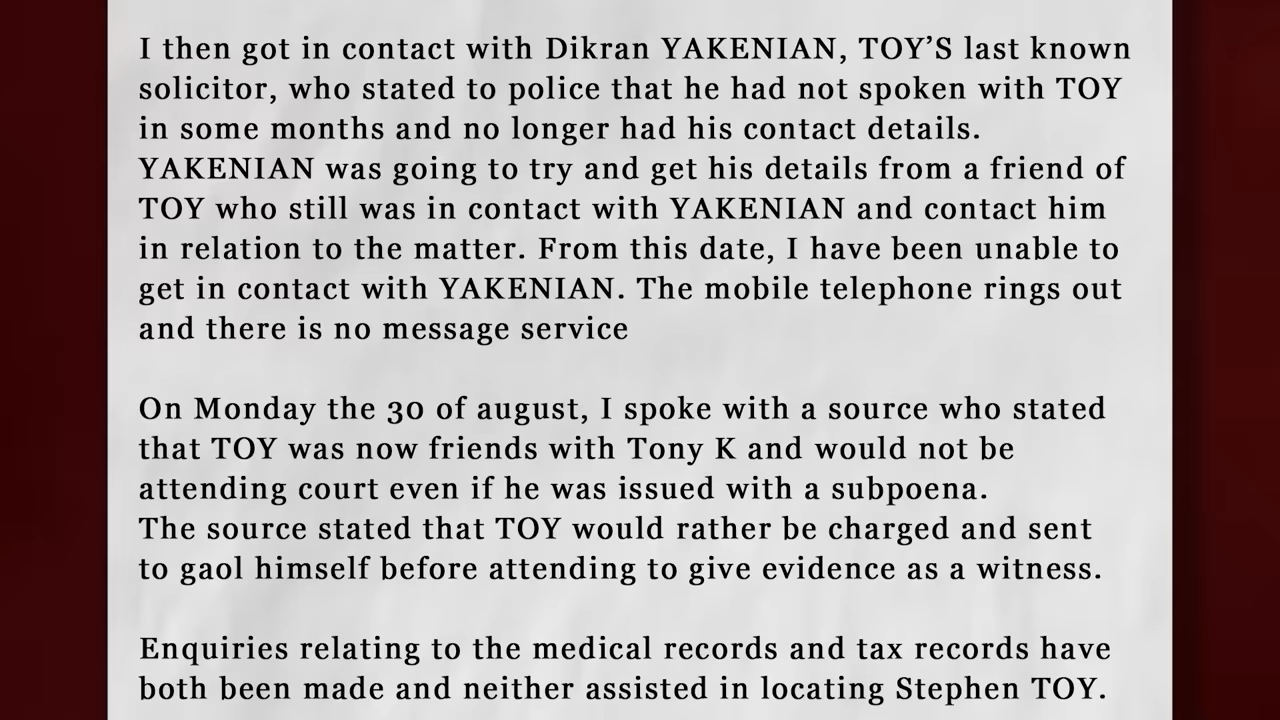 I then got in contact with Dikran YAKENIAN, TOY’S last known
solicitor, who stated to police that he had not spoken with TOY
in some months and no longer had his contact details.
YAKENIAN was going to try and get his details from a friend of
TOY who still was in contact with YAKENIAN and contact him
in relation to the matter. From this date, I have been unable to
get in contact with YAKENIAN. The mobile telephone rings out
and there is no message service
On Monday the 30 of august, I spoke with a source who stated
that TOY was now friends with Tony K and would not be
attending court even if he was issued with a subpoena.
The source stated that TOY would rather be charged and sent
to gaol himself before attending to give evidence as a witness.
Enquiries relating to the medical records and tax records have
both been made and neither assisted in locating Stephen TOY.